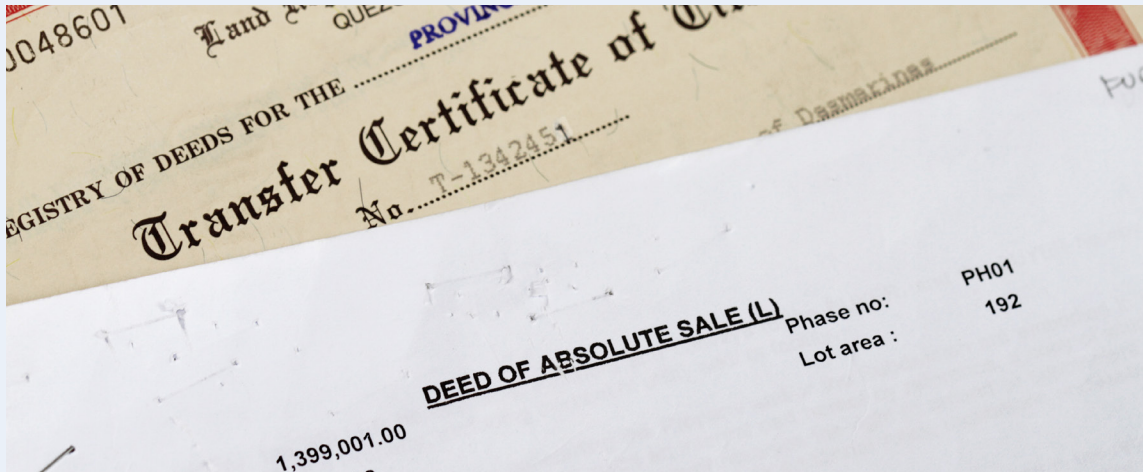 0048601
Land
QUEZ
PROVINC
EGISTRY OF DEEDS FOR THE
Transfer Certificate of
No. T-1342451
of Dasmarinas
DEED OF ABSOLUTE SALE (L)
Phase no: PH01
Lot area : 192
1,399,001.00